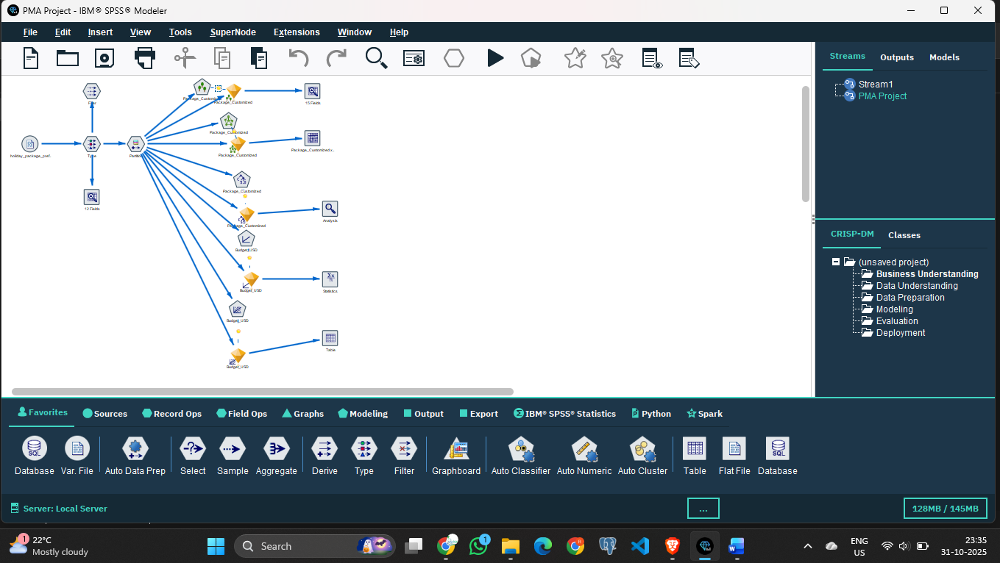 PMA Project - IBM® SPSS® Modeler
File Edit Insert View Tools SuperNode Extensions Window Help
Streams Outputs Models
Stream1
PMA Project
Filter
Package_Customized
Package_Customized
15 Fields
Package_Customized
holiday_package_pref..
Type
Partition
Package_Customized
Package_Customized x...
Package_Customized
12 Fields
Package_Customized
Analysis
Budget_USD
Budget_USD
Statistics
Budget_USD
Table
Budget_USD
CRISP-DM Classes
(unsaved project)
Business Understanding
Data Understanding
Data Preparation
Modeling
Evaluation
Deployment
Favorites Sources Record Ops Field Ops Graphs Modeling Output Export IBM® SPSS® Statistics Python Spark
Database Var. File Auto Data Prep Select Sample Aggregate Derive Type Filter Graphboard Auto Classifier Auto Numeric Auto Cluster Table Flat File Database
Server: Local Server
...
128MB / 145MB
1
22°C
Mostly cloudy
Search
1
ENG
US
23:35
31-10-2025